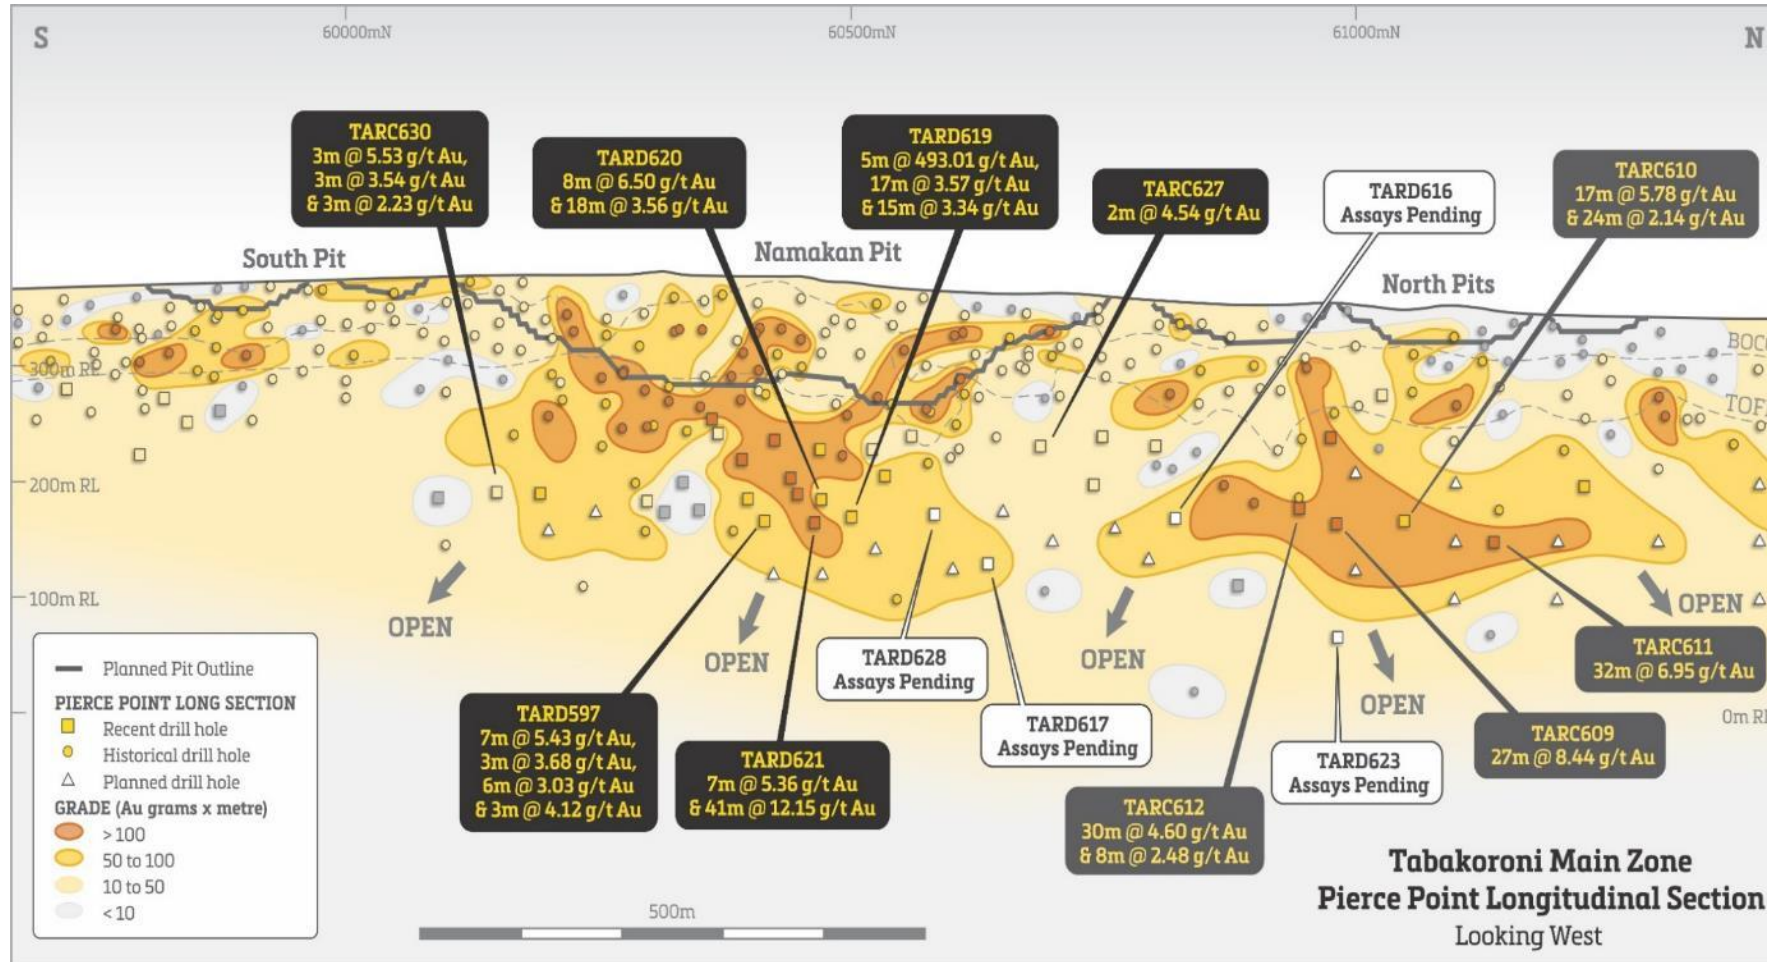 S
60000mN
60500mN
61000mN
N
TARC630
3m @ 5.53 g/t Au,
3m @ 3.54 g/t Au
& 3m @ 2.23 g/t Au
TARD620
8m @ 6.50 g/t Au
& 18m @ 3.56 g/t Au
TARD619
5m @ 493.01 g/t Au,
17m @ 3.57 g/t Au
& 15m @ 3.34 g/t Au
TARC627
2m @ 4.54 g/t Au
TARD616
Assays Pending
TARC610
17m @ 5.78 g/t Au
& 24m @ 2.14 g/t Au
South Pit
Namakan Pit
North Pits
BOCO
300m RL
TOF
200m RL
100m RL
OPEN
OPEN
OPEN
OPEN
OPEN
0m RL
TARD628
Assays Pending
TARD617
Assays Pending
TARC611
32m @ 6.95 g/t Au
TARD597
7m @ 5.43 g/t Au,
3m @ 3.68 g/t Au,
6m @ 3.03 g/t Au
& 3m @ 4.12 g/t Au
TARD621
7m @ 5.36 g/t Au
& 41m @ 12.15 g/t Au
TARC612
30m @ 4.60 g/t Au
& 8m @ 2.48 g/t Au
TARD623
Assays Pending
TARC609
27m @ 8.44 g/t Au
Planned Pit Outline
PIERCE POINT LONG SECTION
Recent drill hole
Historical drill hole
Planned drill hole
GRADE (Au grams x metre)
> 100
50 to 100
10 to 50
< 10
500m
Tabakoroni Main Zone
Pierce Point Longitudinal Section
Looking West